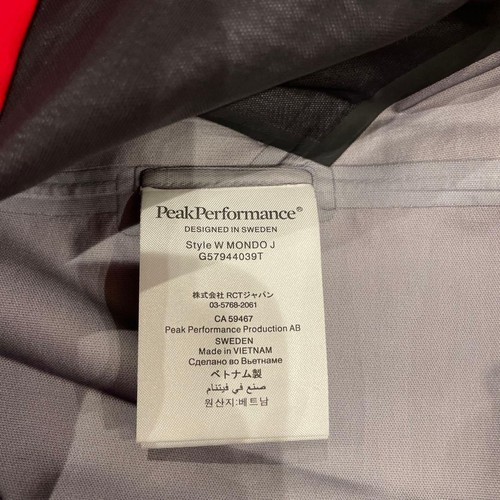 PeakPerformance®
DESIGNED IN SWEDEN
Style W MONDO J
G57944039T
株式会社 RCTジャパン
03-5768-2061
CA 59467
Peak Performance Production AB
SWEDEN
Made in VIETNAM
Сделано во Вьетнаме
ベトナム製
صنع في فيتنام
원산지:베트남